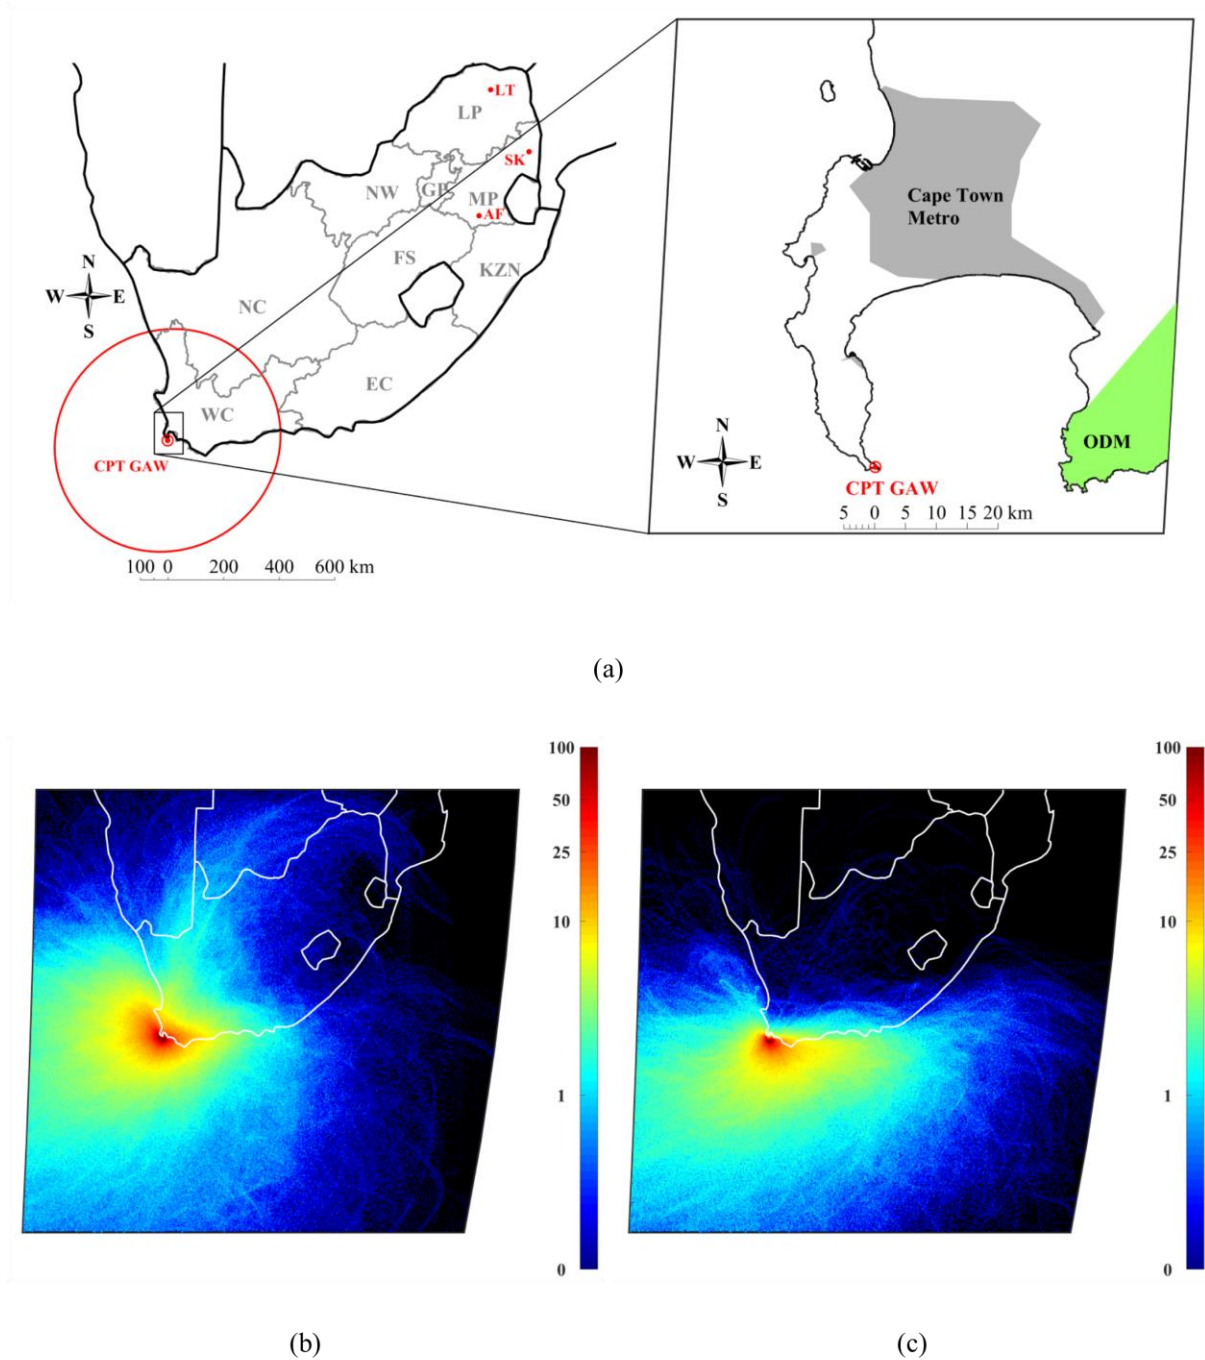 LT
LP
SK
NW
GP
MP
AF
FS
KZN
N
W E
S
NC
EC
WC
CPT GAW
100 0 200 400 600 km
Cape Town
Metro
ODM
N
W E
S
CPT GAW
5 0 5 10 15 20 km
(a)
100
50
25
10
1
0
100
50
25
10
1
0
(b)
(c)